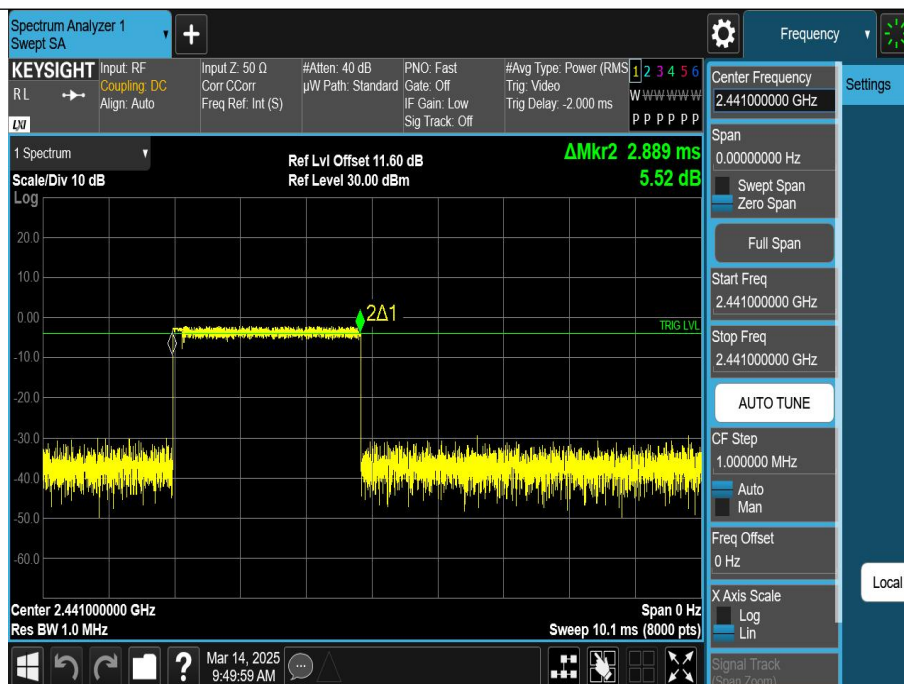 Spectrum Analyzer 1
Swept SA
Frequency
KEYSIGHT
RL
LXI
Input: RF
Coupling: DC
Align: Auto
Input Z: 50 Ω
Corr CCorr
Freq Ref: Int (S)
#Atten: 40 dB
µW Path: Standard
PNO: Fast
Gate: Off
IF Gain: Low
Sig Track: Off
#Avg Type: Power (RMS
Trig: Video
Trig Delay: -2.000 ms
1 2 3 4 5 6
W W W W W W
P P P P P P
1 Spectrum
Scale/Div 10 dB
Log
Ref Lvl Offset 11.60 dB
Ref Level 30.00 dBm
ΔMkr2 2.889 ms
5.52 dB
20.0
10.0
0.00
-10.0
-20.0
-30.0
-40.0
-50.0
-60.0
2Δ1
TRIG LVL
Center 2.441000000 GHz
Res BW 1.0 MHz
Span 0 Hz
Sweep 10.1 ms (8000 pts)
Center Frequency
2.441000000 GHz
Span
0.00000000 Hz
Swept Span
Zero Span
Full Span
Start Freq
2.441000000 GHz
Stop Freq
2.441000000 GHz
AUTO TUNE
CF Step
1.000000 MHz
Auto
Man
Freq Offset
0 Hz
X Axis Scale
Log
Lin
Signal Track
(Span Zoom)
Settings
Local
?
Mar 14, 2025
9:49:59 AM